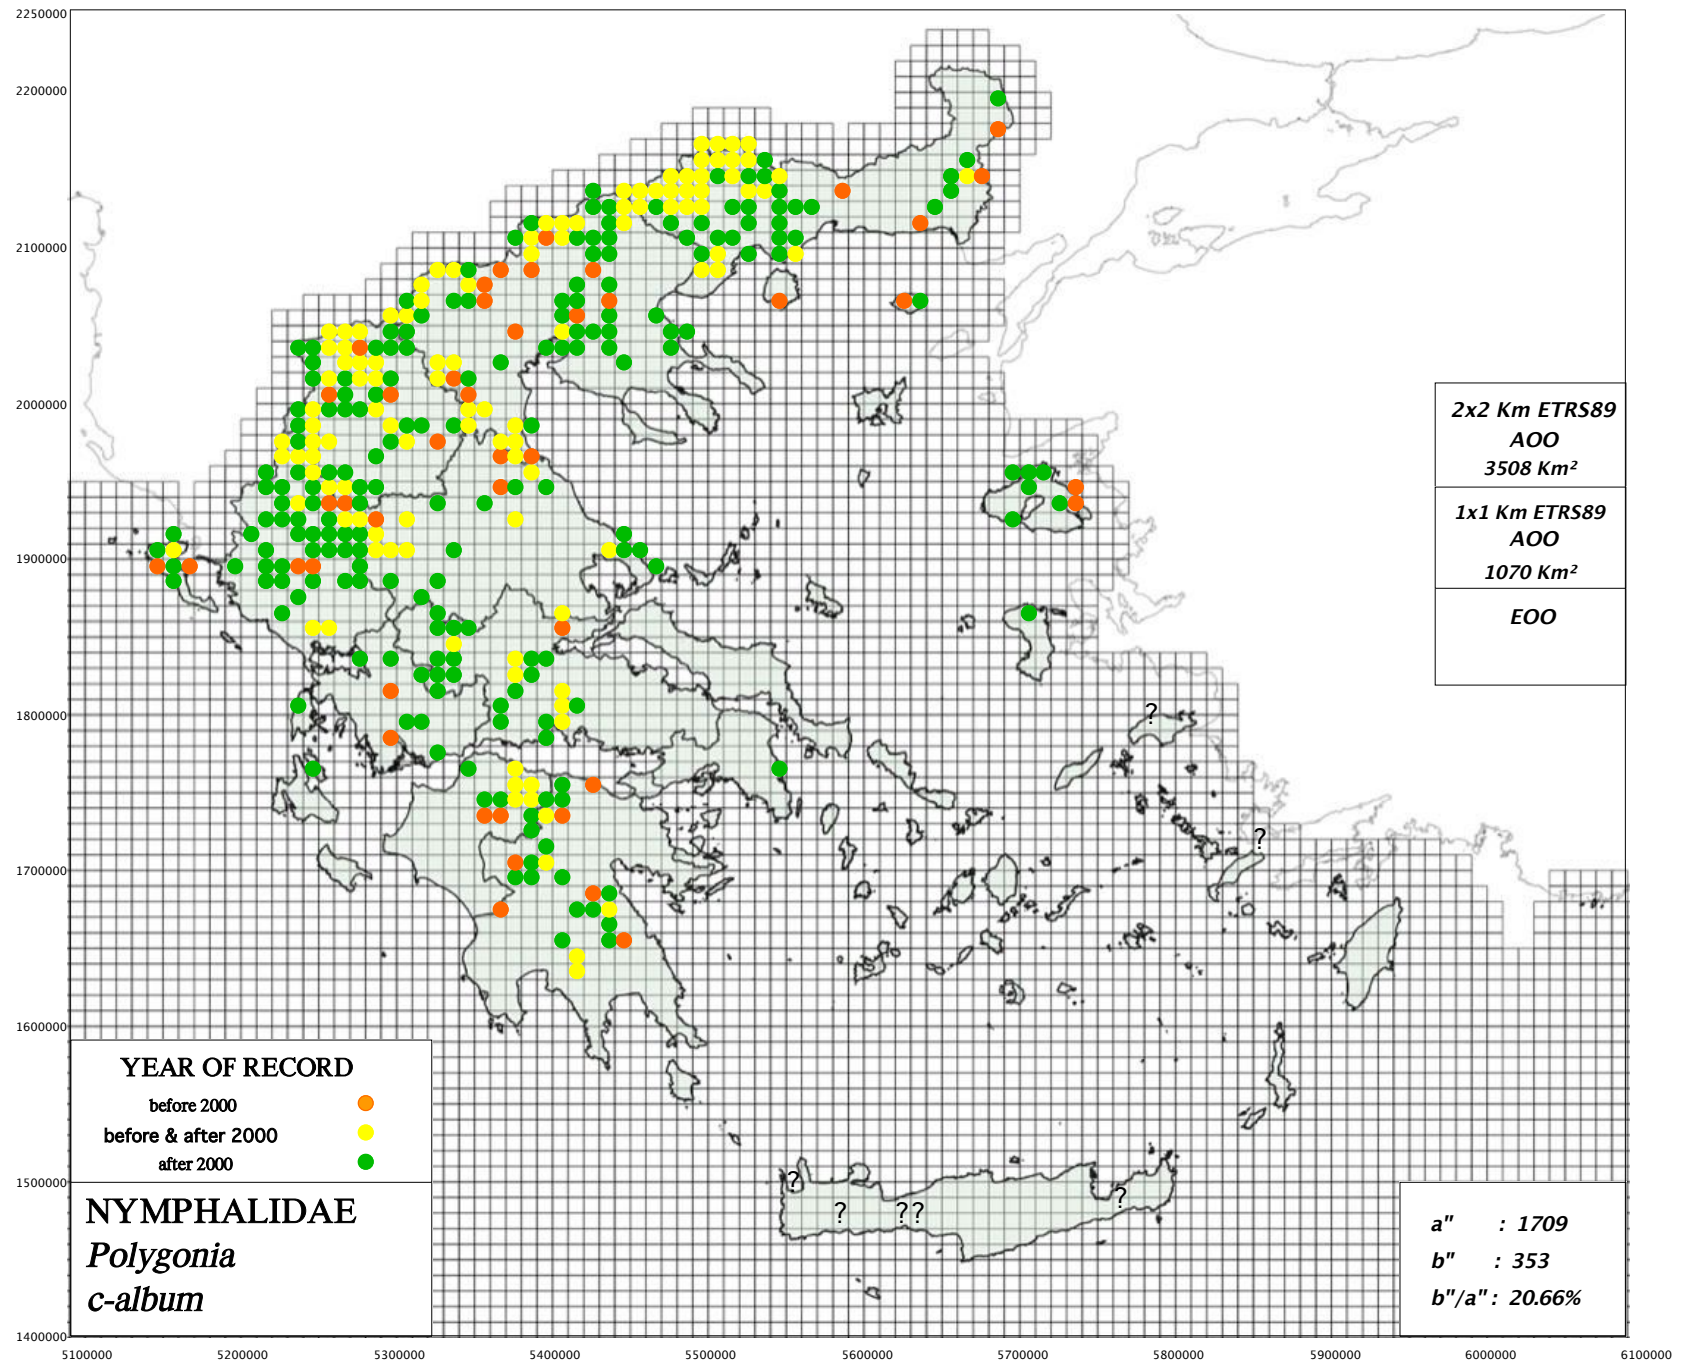 2250000
2200000
2100000
2000000
1900000
1800000
1700000
1600000
1500000
1400000
5100000 5200000 5300000 5400000 5500000 5600000 5700000 5800000 5900000 6000000 6100000
2x2 Km ETRS89
AOO
3508 Km²
1x1 Km ETRS89
AOO
1070 Km²
EOO
?
?
?
?
? ?
?
YEAR OF RECORD
before 2000
before & after 2000
after 2000
NYMPHALIDAE
Polygonia
c-album
a" : 1709
b" : 353
b"/a" : 20.66%